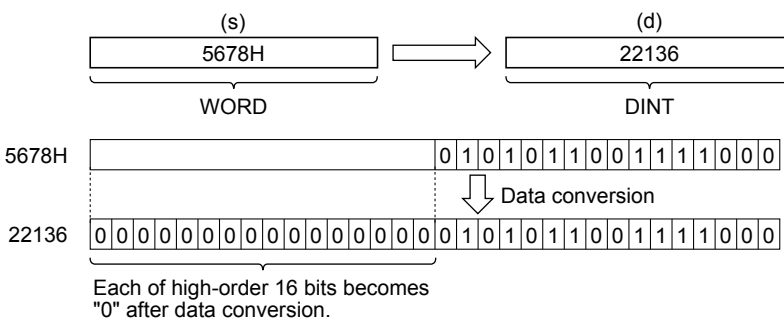 (s) (d)
5678H 22136
WORD DINT
5678H 0 1 0 1 0 1 1 0 0 1 1 1 1 0 0 0
Data conversion
22136 0 0 0 0 0 0 0 0 0 0 0 0 0 0 0 0 0 1 0 1 0 1 1 0 0 1 1 1 1 0 0 0
Each of high-order 16 bits becomes
"0" after data conversion.